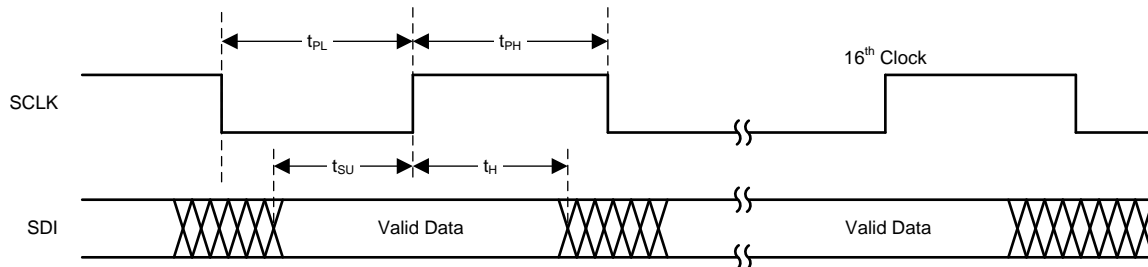 tPL
tPH
16th Clock
SCLK
tSU
tH
SDI
Valid Data
Valid Data